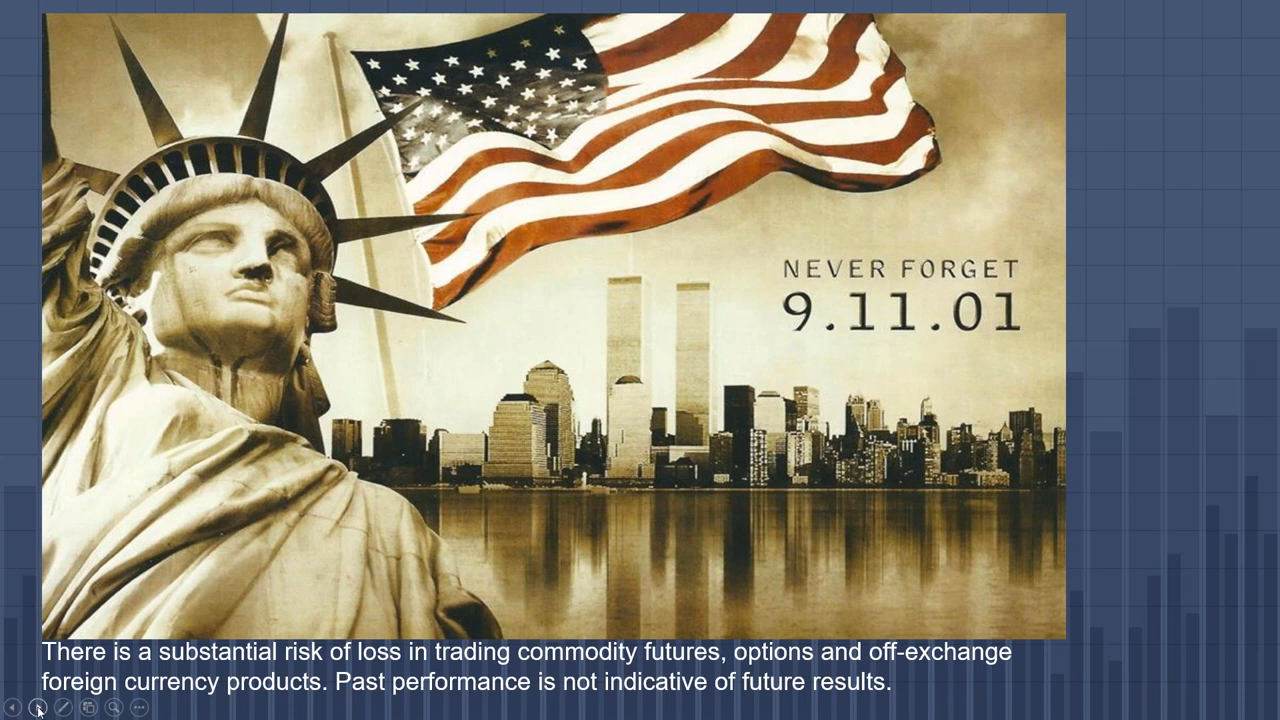 NEVER FORGET
9.11.01
There is a substantial risk of loss in trading commodity futures, options and off-exchange
foreign currency products. Past performance is not indicative of future results.